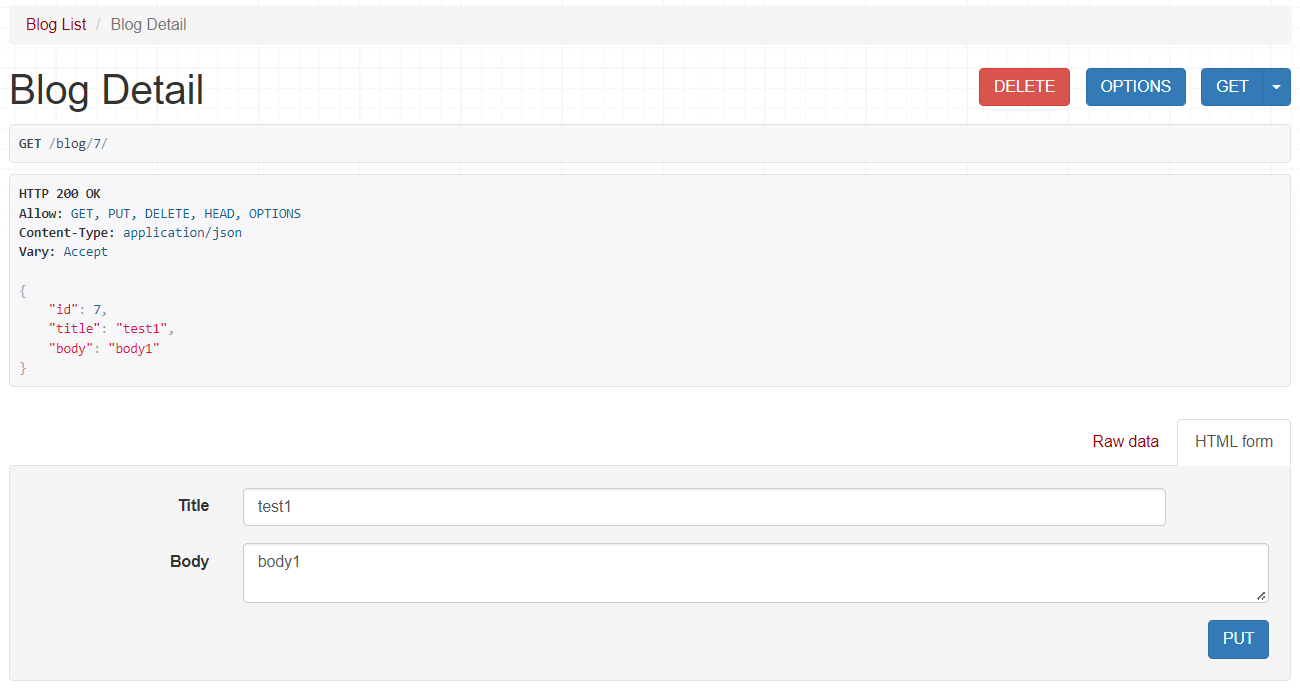 Blog List / Blog Detail
Blog Detail
DELETE OPTIONS GET
GET /blog/7/
HTTP 200 OK
Allow: GET, PUT, DELETE, HEAD, OPTIONS
Content-Type: application/json
Vary: Accept
{
    "id": 7,
    "title": "test1",
    "body": "body1"
}
Raw data HTML form
Title test1
Body body1
PUT